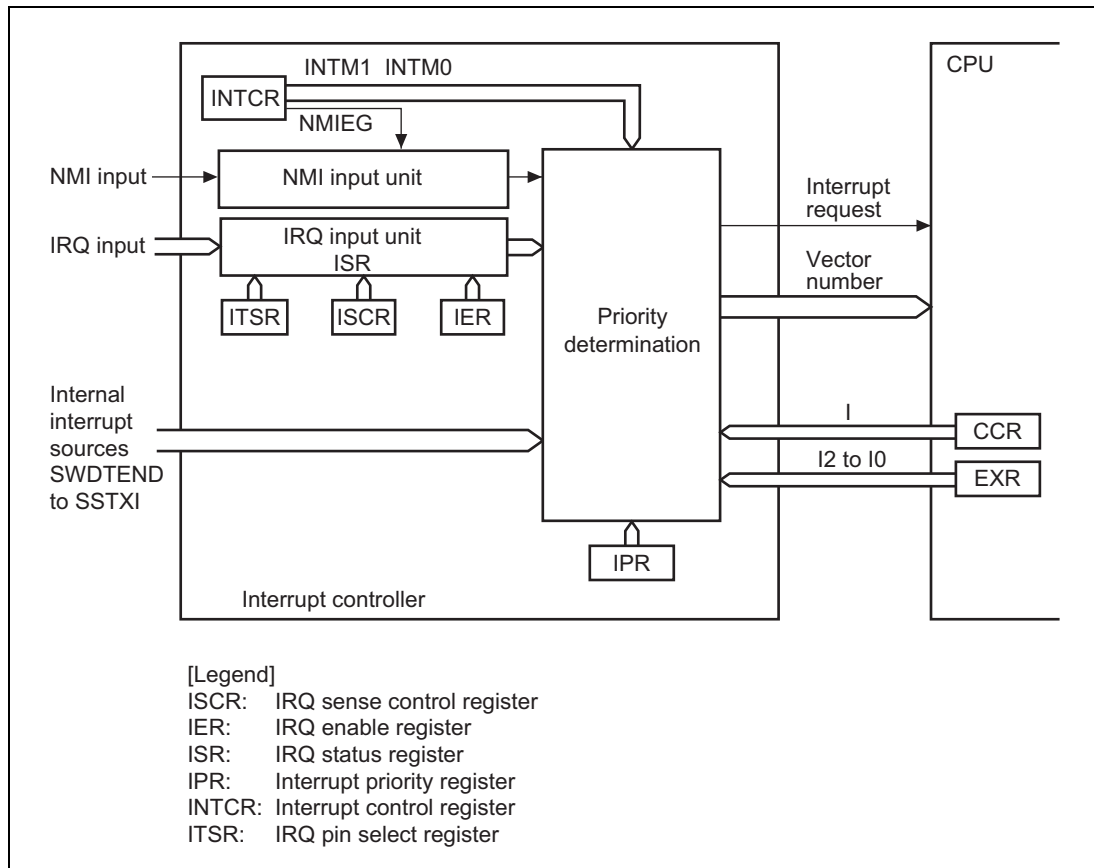 INTM1 INTM0
CPU
INTCR
NMIEG
NMI input
NMI input unit
Interrupt
request
IRQ input
IRQ input unit
ISR
Vector
number
ITSR
ISCR
IER
Priority
determination
Internal
interrupt
sources
SWDTEND
to SSTXI
I
CCR
I2 to I0
EXR
IPR
Interrupt controller
[Legend]
ISCR: IRQ sense control register
IER: IRQ enable register
ISR: IRQ status register
IPR: Interrupt priority register
INTCR: Interrupt control register
ITSR: IRQ pin select register